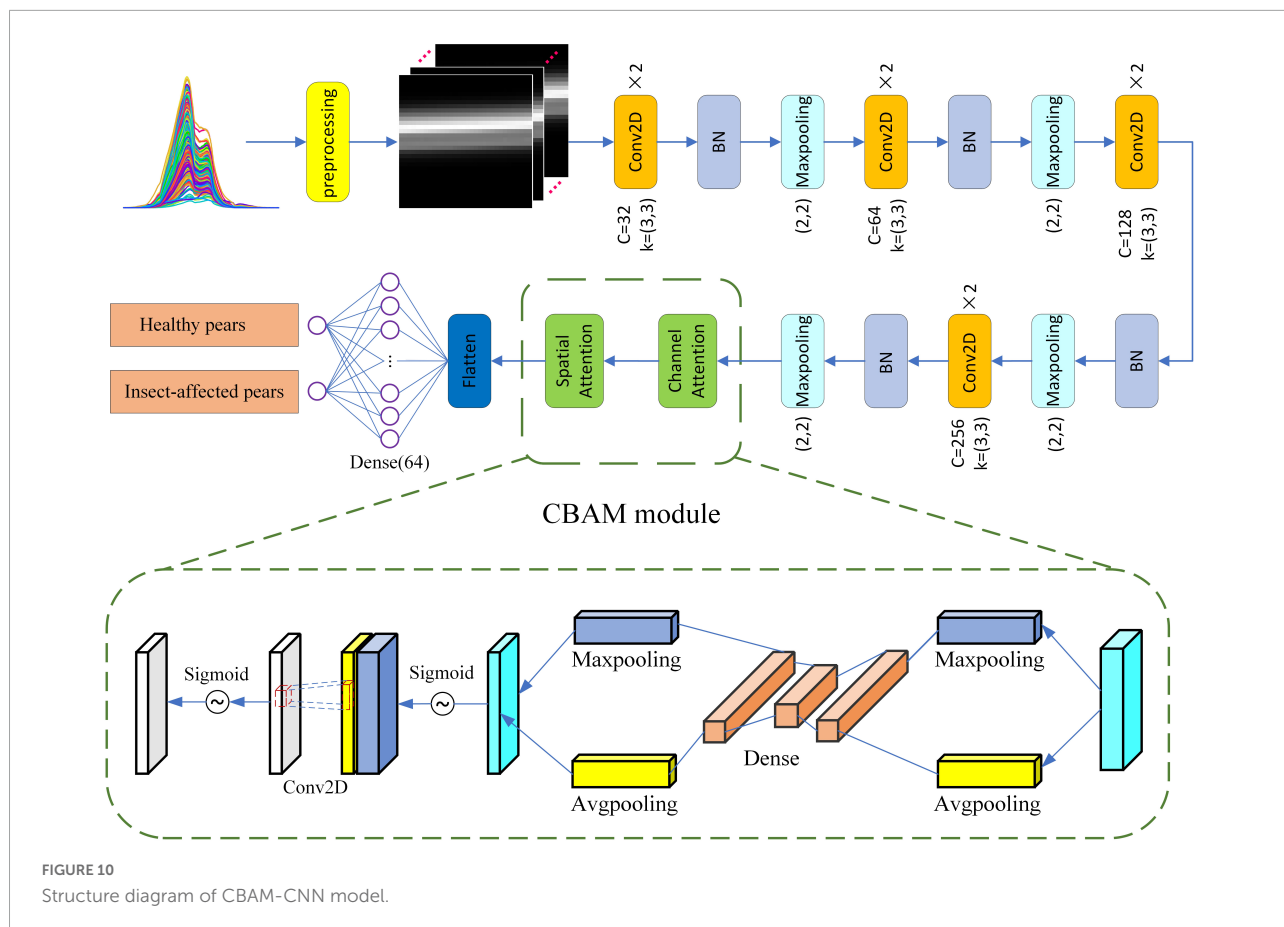 preprocessing
Conv2D
×2
C=32
k=(3,3)
BN
Maxpooling
(2,2)
Conv2D
×2
C=64
k=(3,3)
BN
Maxpooling
(2,2)
Conv2D
×2
C=128
k=(3,3)
BN
Maxpooling
(2,2)
Conv2D
×2
C=256
k=(3,3)
BN
Maxpooling
(2,2)
Channel
Attention
Spatial
Attention
Flatten
...
Dense(64)
Healthy pears
Insect-affected pears
CBAM module
Maxpooling
Avgpooling
Dense
Maxpooling
Avgpooling
Sigmoid
~
Conv2D
Sigmoid
~
FIGURE 10
Structure diagram of CBAM-CNN model.